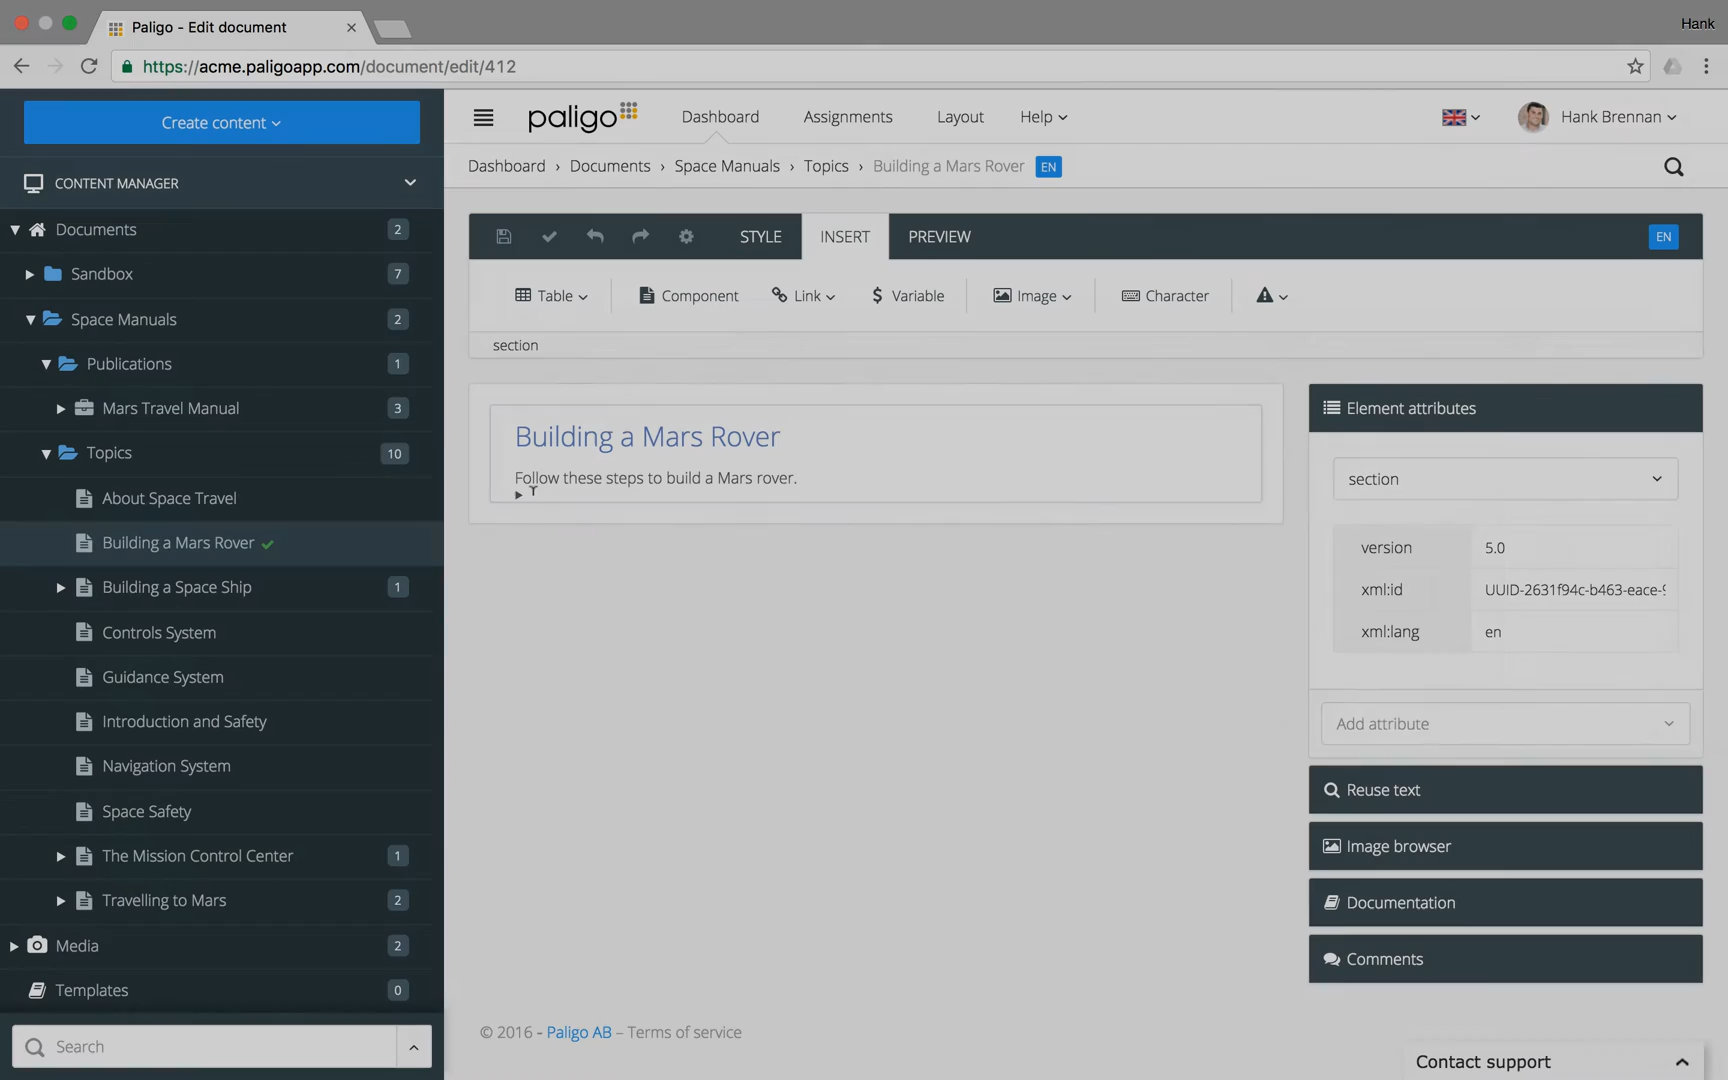 Paligo - Edit document
Hank
https://acme.paligoapp.com/document/edit/412
Create content
paligo
Dashboard
Assignments
Layout
Help
Hank Brennan
CONTENT MANAGER
Dashboard › Documents › Space Manuals › Topics › Building a Mars Rover EN
Documents 2
Sandbox 7
Space Manuals 2
Publications 1
Mars Travel Manual 3
Topics 10
About Space Travel
Building a Mars Rover
Building a Space Ship 1
Controls System
Guidance System
Introduction and Safety
Navigation System
Space Safety
The Mission Control Center 1
Travelling to Mars 2
Media 2
Templates 0
Search
STYLE
INSERT
PREVIEW
EN
Table
Component
Link
$ Variable
Image
Character
section
Building a Mars Rover
Follow these steps to build a Mars rover.
Element attributes
section
version 5.0
xml:id UUID-2631f94c-b463-eace-9
xml:lang en
Add attribute
Reuse text
Image browser
Documentation
Comments
© 2016 - Paligo AB – Terms of service
Contact support